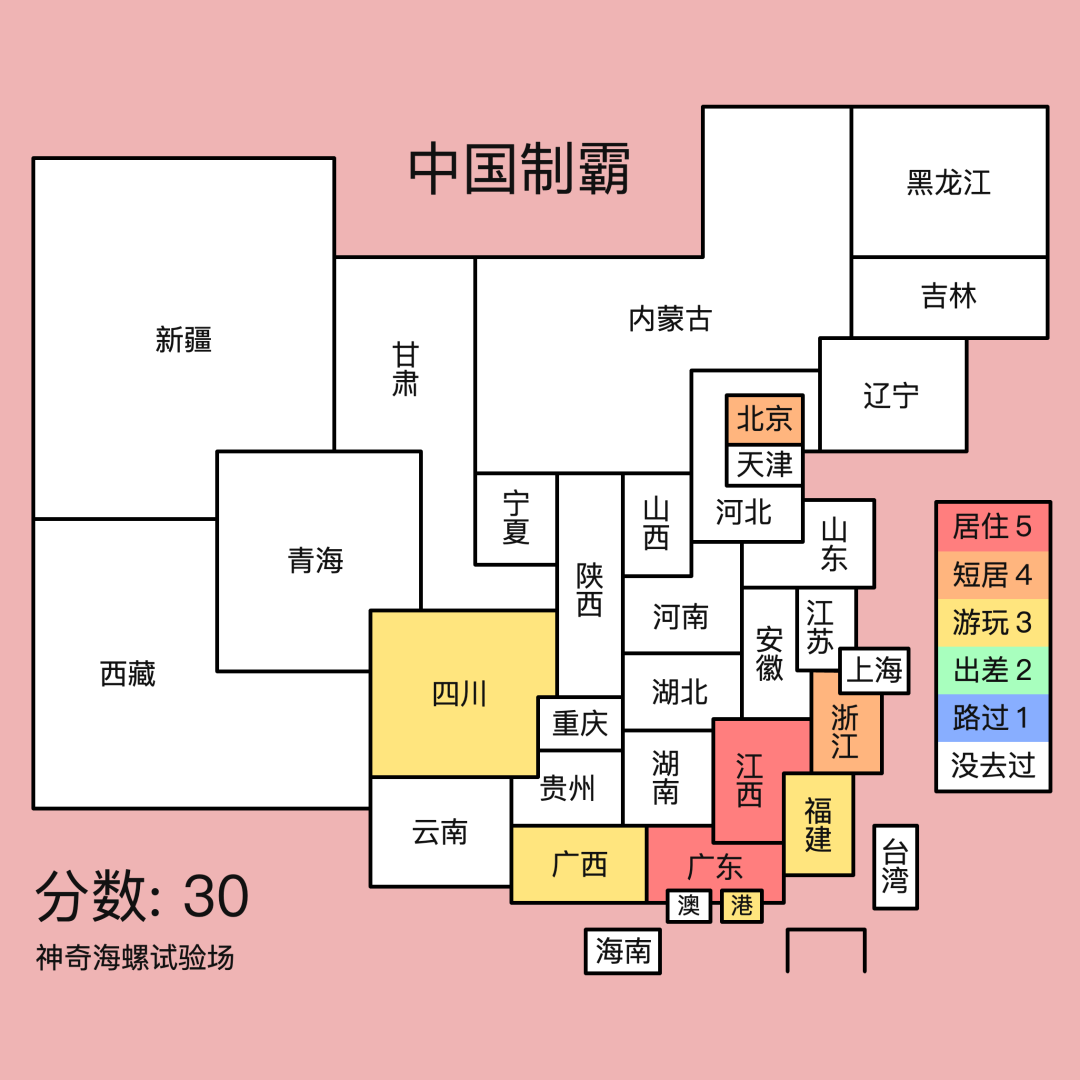 中国制霸
黑龙江
吉林
内蒙古
新疆
甘肃
辽宁
北京
天津
河北
宁夏
山西
山东
青海
陕西
河南
安徽
江苏
上海
西藏
四川
湖北
重庆
浙江
湖南
江西
贵州
福建
云南
广西
广东
台湾
澳
港
海南
居住 5
短居 4
游玩 3
出差 2
路过 1
没去过
分数: 30
神奇海螺试验场